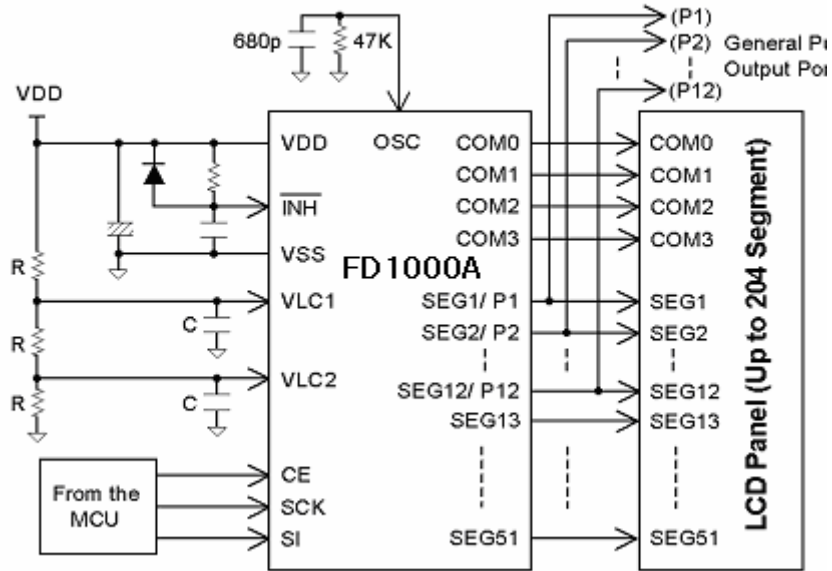 (P1)
680p
47K
(P2)
General Pu
Output Por
(P12)
VDD
VDD
OSC
COM0
COM0
COM1
COM1
INH
COM2
COM2
VSS
COM3
COM3
FD1000A
R
VLC1
C
SEG1/ P1
SEG1
SEG2/ P2
SEG2
R
VLC2
SEG12/ P12
SEG12
R
C
SEG13
SEG13
From the
MCU
CE
SCK
SI
SEG51
SEG51
LCD Panel (Up to 204 Segment)
R